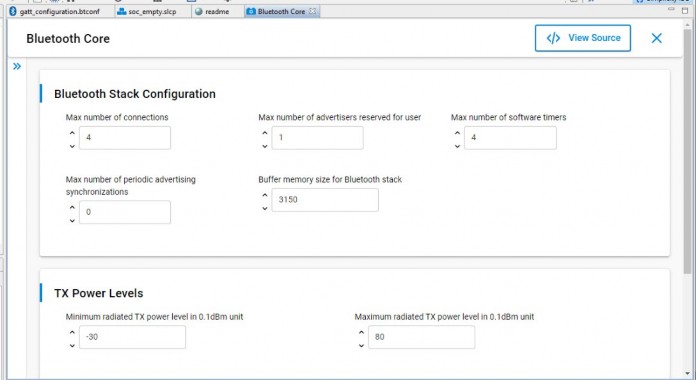 gatt_configuration.btconf soc_empty.slcp readme Bluetooth Core
Bluetooth Core
</> View Source
Bluetooth Stack Configuration
Max number of connections
Max number of advertisers reserved for user
Max number of software timers
4
1
4
Max number of periodic advertising
synchronizations
Buffer memory size for Bluetooth stack
0
3150
TX Power Levels
Minimum radiated TX power level in 0.1dBm unit
Maximum radiated TX power level in 0.1dBm unit
-30
80